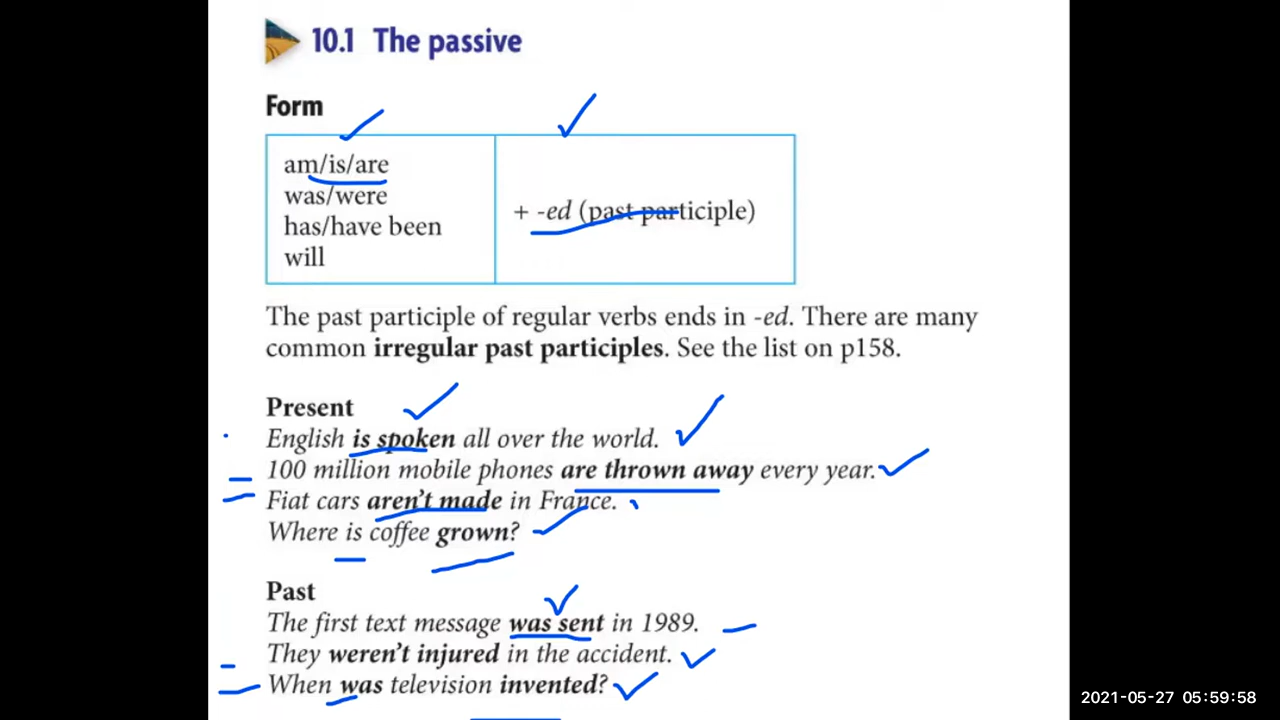 10.1 The passive
Form
am/is/are
was/were
has/have been
will
+ -ed (past participle)
The past participle of regular verbs ends in -ed. There are many
common irregular past participles. See the list on p158.
Present
English is spoken all over the world.
100 million mobile phones are thrown away every year.
Fiat cars aren't made in France.
Where is coffee grown?
Past
The first text message was sent in 1989.
They weren't injured in the accident.
When was television invented?
2021-05-27 05:59:58